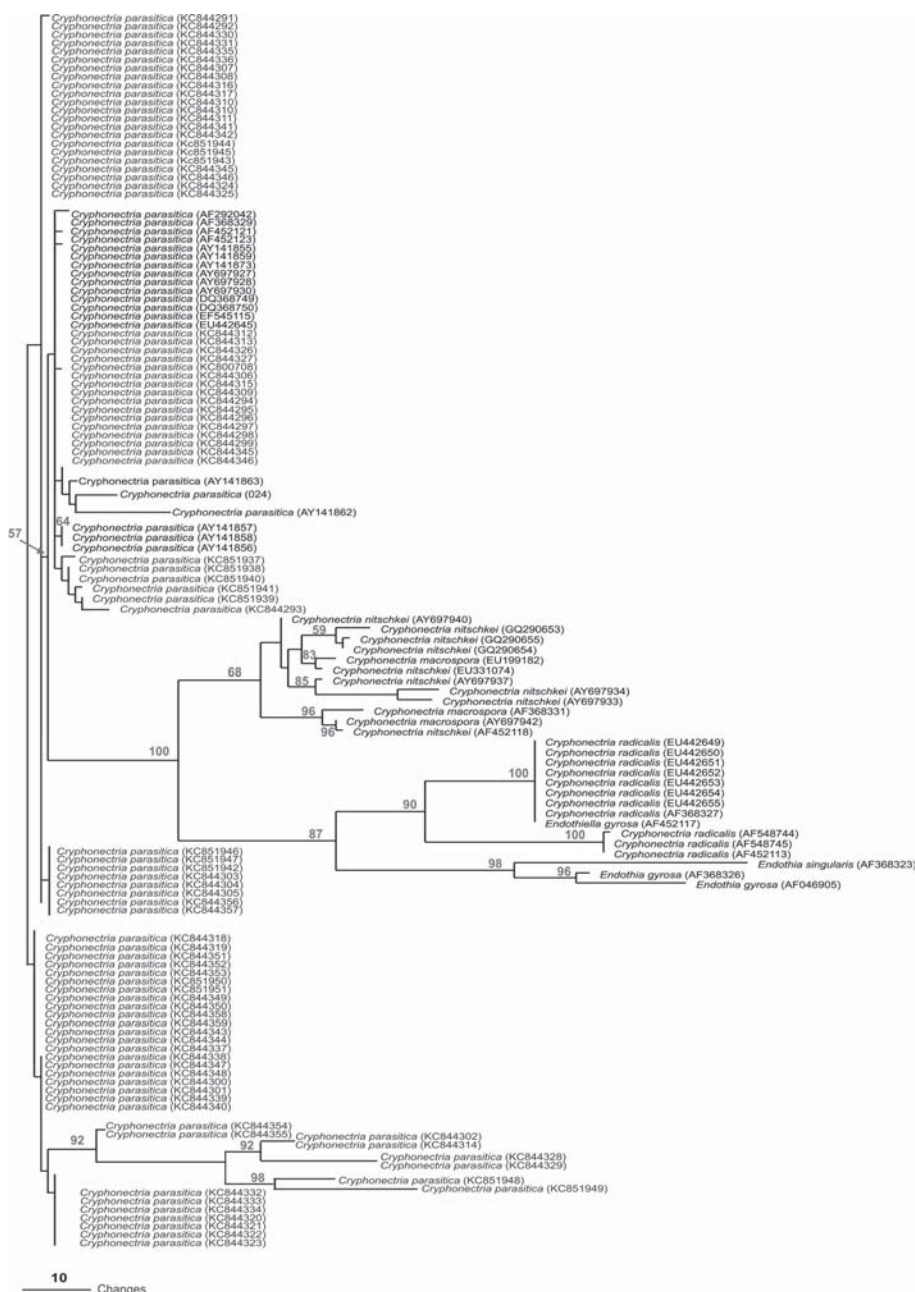 Cryphonectria parasitica (KC844291)
Cryphonectria parasitica (KC844292)
Cryphonectria parasitica (KC844330)
Cryphonectria parasitica (KC844331)
Cryphonectria parasitica (KC844335)
Cryphonectria parasitica (KC844336)
Cryphonectria parasitica (KC844307)
Cryphonectria parasitica (KC844308)
Cryphonectria parasitica (KC844316)
Cryphonectria parasitica (KC844317)
Cryphonectria parasitica (KC844310)
Cryphonectria parasitica (KC844310)
Cryphonectria parasitica (KC844311)
Cryphonectria parasitica (KC844341)
Cryphonectria parasitica (KC844342)
Cryphonectria parasitica (Kc851944)
Cryphonectria parasitica (Kc851945)
Cryphonectria parasitica (Kc851943)
Cryphonectria parasitica (KC844345)
Cryphonectria parasitica (KC844346)
Cryphonectria parasitica (KC844324)
Cryphonectria parasitica (KC844325)
Cryphonectria parasitica (AF292042)
Cryphonectria parasitica (AF368329)
Cryphonectria parasitica (AF452121)
Cryphonectria parasitica (AF452123)
Cryphonectria parasitica (AY141855)
Cryphonectria parasitica (AY141859)
Cryphonectria parasitica (AY141873)
Cryphonectria parasitica (AY697927)
Cryphonectria parasitica (AY697928)
Cryphonectria parasitica (AY697930)
Cryphonectria parasitica (DQ368749)
Cryphonectria parasitica (DQ368750)
Cryphonectria parasitica (EF545115)
Cryphonectria parasitica (EU442645)
Cryphonectria parasitica (KC844312)
Cryphonectria parasitica (KC844313)
Cryphonectria parasitica (KC844326)
Cryphonectria parasitica (KC844327)
Cryphonectria parasitica (KC800708)
Cryphonectria parasitica (KC844306)
Cryphonectria parasitica (KC844315)
Cryphonectria parasitica (KC844309)
Cryphonectria parasitica (KC844294)
Cryphonectria parasitica (KC844295)
Cryphonectria parasitica (KC844296)
Cryphonectria parasitica (KC844297)
Cryphonectria parasitica (KC844298)
Cryphonectria parasitica (KC844299)
Cryphonectria parasitica (KC844345)
Cryphonectria parasitica (KC844346)
Cryphonectria parasitica (AY141863)
Cryphonectria parasitica (024)
Cryphonectria parasitica (AY141862)
64
57
Cryphonectria parasitica (AY141857)
Cryphonectria parasitica (AY141858)
Cryphonectria parasitica (AY141856)
Cryphonectria parasitica (KC851937)
Cryphonectria parasitica (KC851938)
Cryphonectria parasitica (KC851940)
Cryphonectria parasitica (KC851941)
Cryphonectria parasitica (KC851939)
Cryphonectria parasitica (KC844293)
Cryphonectria nitschkei (AY697940)
59
Cryphonectria nitschkei (GQ290653)
Cryphonectria nitschkei (GQ290655)
Cryphonectria nitschkei (GQ290654)
83
Cryphonectria macrospora (EU199182)
Cryphonectria nitschkei (EU331074)
68
85
Cryphonectria nitschkei (AY697937)
Cryphonectria nitschkei (AY697934)
Cryphonectria nitschkei (AY697933)
96
Cryphonectria macrospora (AF368331)
Cryphonectria macrospora (AY697942)
96
Cryphonectria nitschkei (AF452118)
100
Cryphonectria radicalis (EU442649)
Cryphonectria radicalis (EU442650)
Cryphonectria radicalis (EU442651)
Cryphonectria radicalis (EU442652)
100
Cryphonectria radicalis (EU442653)
Cryphonectria radicalis (EU442654)
Cryphonectria radicalis (EU442655)
Cryphonectria radicalis (AF368327)
Endothiella gyrosa (AF452117)
90
87
100
Cryphonectria radicalis (AF548744)
Cryphonectria radicalis (AF548745)
Cryphonectria radicalis (AF452113)
98
Endothia singularis (AF368323)
96
Endothia gyrosa (AF368326)
Endothia gyrosa (AF046905)
Cryphonectria parasitica (KC851946)
Cryphonectria parasitica (KC851947)
Cryphonectria parasitica (KC851942)
Cryphonectria parasitica (KC844303)
Cryphonectria parasitica (KC844304)
Cryphonectria parasitica (KC844305)
Cryphonectria parasitica (KC844356)
Cryphonectria parasitica (KC844357)
Cryphonectria parasitica (KC844318)
Cryphonectria parasitica (KC844319)
Cryphonectria parasitica (KC844351)
Cryphonectria parasitica (KC844352)
Cryphonectria parasitica (KC844353)
Cryphonectria parasitica (KC851950)
Cryphonectria parasitica (KC851951)
Cryphonectria parasitica (KC844349)
Cryphonectria parasitica (KC844350)
Cryphonectria parasitica (KC844358)
Cryphonectria parasitica (KC844359)
Cryphonectria parasitica (KC844343)
Cryphonectria parasitica (KC844344)
Cryphonectria parasitica (KC844337)
Cryphonectria parasitica (KC844338)
Cryphonectria parasitica (KC844347)
Cryphonectria parasitica (KC844348)
Cryphonectria parasitica (KC844300)
Cryphonectria parasitica (KC844301)
Cryphonectria parasitica (KC844339)
Cryphonectria parasitica (KC844340)
92
Cryphonectria parasitica (KC844354)
Cryphonectria parasitica (KC844355)
92
Cryphonectria parasitica (KC844302)
Cryphonectria parasitica (KC844314)
Cryphonectria parasitica (KC844328)
Cryphonectria parasitica (KC844329)
98
Cryphonectria parasitica (KC851948)
Cryphonectria parasitica (KC851949)
Cryphonectria parasitica (KC844332)
Cryphonectria parasitica (KC844333)
Cryphonectria parasitica (KC844334)
Cryphonectria parasitica (KC844320)
Cryphonectria parasitica (KC844321)
Cryphonectria parasitica (KC844322)
Cryphonectria parasitica (KC844323)
10
Changes